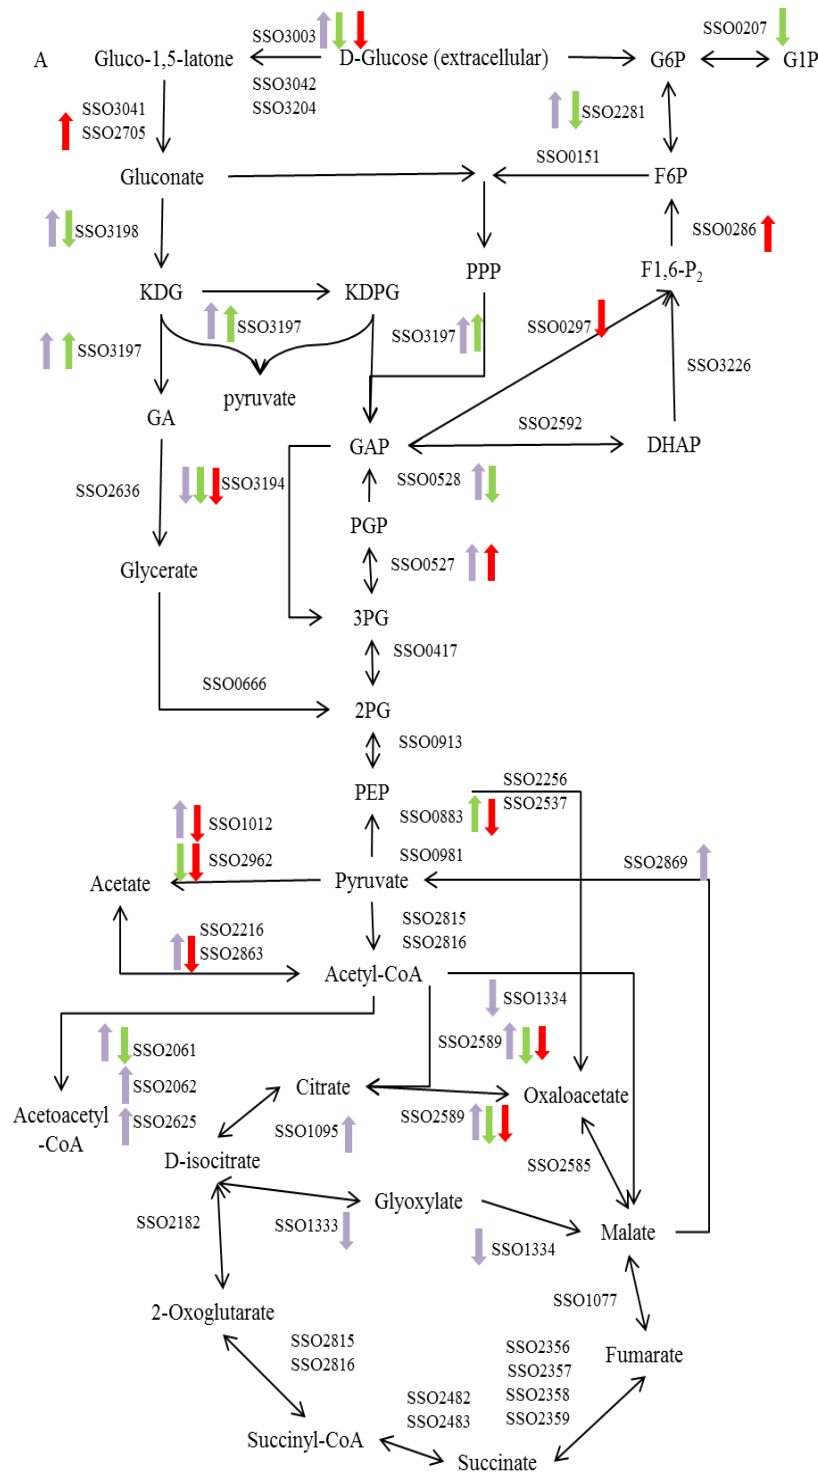 SSO3003
SSO0207
A
Gluco-1,5-latone
D-Glucose (extracellular)
G6P
G1P
SSO3042
SSO3204
SSO3041
SSO2705
SSO2281
SSO0151
Gluconate
F6P
SSO3198
SSO0286
PPP
F1,6-P2
KDG
KDPG
SSO3197
SSO3197
SSO0297
SSO3197
SSO3226
pyruvate
GA
SSO2592
GAP
DHAP
SSO2636
SSO3194
SSO0528
PGP
SSO0527
Glycerate
3PG
SSO0417
SSO0666
2PG
SSO0913
PEP
SSO2256
SSO2537
SSO1012
SSO0883
SSO2962
SSO0981
SSO2869
Acetate
Pyruvate
SSO2216
SSO2863
SSO2815
SSO2816
Acetyl-CoA
SSO1334
SSO2061
SSO2589
SSO2062
Citrate
Oxaloacetate
Acetoacetyl
-CoA
SSO2625
SSO1095
SSO2589
D-isocitrate
SSO2585
Glyoxylate
SSO2182
SSO1333
SSO1334
Malate
2-Oxoglutarate
SSO1077
SSO2815
SSO2816
SSO2356
SSO2357
SSO2358
SSO2359
Fumarate
SSO2482
SSO2483
Succinyl-CoA
Succinate